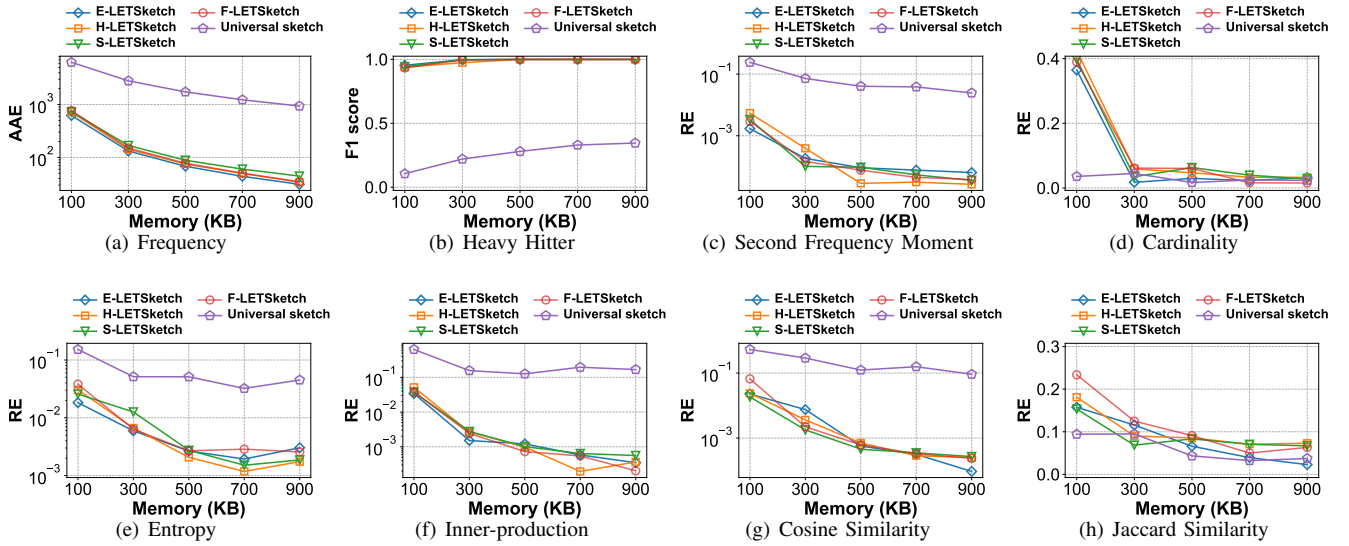 E-LETSketch F-LETSketch
H-LETSketch Universal sketch
S-LETSketch
AAE
10^3
10^2
100 300 500 700 900
Memory (KB)
(a) Frequency
E-LETSketch F-LETSketch
H-LETSketch Universal sketch
S-LETSketch
F1 score
1.0
0.5
0.0
100 300 500 700 900
Memory (KB)
(b) Heavy Hitter
E-LETSketch F-LETSketch
H-LETSketch Universal sketch
S-LETSketch
RE
10^−1
10^−3
100 300 500 700 900
Memory (KB)
(c) Second Frequency Moment
E-LETSketch F-LETSketch
H-LETSketch Universal sketch
S-LETSketch
RE
0.4
0.2
0.0
100 300 500 700 900
Memory (KB)
(d) Cardinality
E-LETSketch F-LETSketch
H-LETSketch Universal sketch
S-LETSketch
RE
10^−1
10^−2
10^−3
100 300 500 700 900
Memory (KB)
(e) Entropy
E-LETSketch F-LETSketch
H-LETSketch Universal sketch
S-LETSketch
RE
10^−1
10^−2
10^−3
100 300 500 700 900
Memory (KB)
(f) Inner-production
E-LETSketch F-LETSketch
H-LETSketch Universal sketch
S-LETSketch
RE
10^−1
10^−3
100 300 500 700 900
Memory (KB)
(g) Cosine Similarity
E-LETSketch F-LETSketch
H-LETSketch Universal sketch
S-LETSketch
RE
0.3
0.2
0.1
0.0
100 300 500 700 900
Memory (KB)
(h) Jaccard Similarity